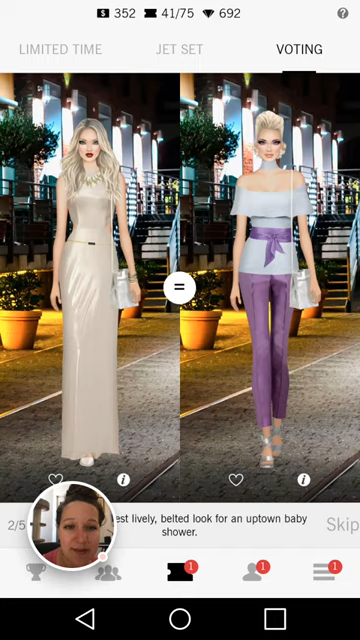 $ 352 41/75 692 ?
LIMITED TIME JET SET VOTING
=
i i
2/5 est lively, belted look for an uptown baby Skip
shower.
1 1 1